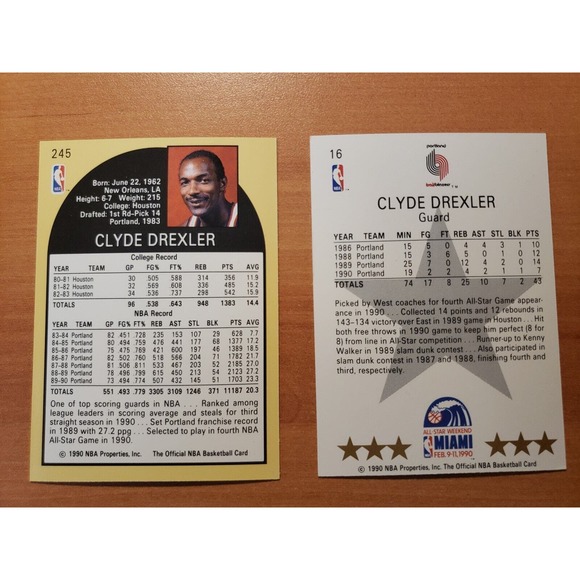 245
NBA
Born: June 22, 1962
New Orleans, LA
Height: 6-7 Weight: 215
College: Houston
Drafted: 1st Rd-Pick 14
Portland, 1983
CLYDE DREXLER
College Record
YEAR TEAM GP FG% FT% REB PTS AVG
80-81 Houston 30 .505 .588 314 356 11.9
81-82 Houston 32 .569 .608 336 485 15.2
82-83 Houston 34 .536 .737 298 542 15.9
TOTALS 96 .538 .643 948 1383 14.4
NBA Record
YEAR TEAM GP FG% FT% REB AST STL BLK PTS AVG
83-84 Portland 82 .451 .728 235 153 107 29 628 7.7
84-85 Portland 80 .494 .759 476 441 177 68 1377 17.2
85-86 Portland 75 .475 .769 421 600 197 46 1389 18.5
86-87 Portland 82 .502 .760 518 566 204 71 1782 21.7
87-88 Portland 81 .506 .811 533 467 203 52 2185 27.0
88-89 Portland 78 .496 .799 615 450 213 54 2123 27.2
89-90 Portland 73 .494 .774 507 432 145 51 1703 23.3
TOTALS 551 .493 .779 3305 3109 1246 371 11187 20.3
One of top scoring guards in NBA . . . Ranked among
league leaders in scoring average and steals for third
straight season in 1990 . . . Set Portland franchise record
in 1989 with 27.2 ppg . . . Selected to play in fourth NBA
All-Star Game in 1990.
© 1990 NBA Properties, Inc. The Official NBA Basketball Card
16
NBA
portland
trail blazers
CLYDE DREXLER
Guard
YEAR TEAM MIN FG FT REB AST STL BLK PTS
1986 Portland 15 5 0 4 4 3 1 10
1988 Portland 15 3 6 5 0 1 0 12
1989 Portland 25 7 0 12 4 2 0 14
1990 Portland 19 2 2 4 2 1 1 7
TOTALS 74 17 8 25 10 7 2 43
Picked by West coaches for fourth All-Star Game appear-
ance in 1990 . . . Collected 14 points and 12 rebounds in
143–134 victory over East in 1989 game in Houston . . . Hit
both free throws in 1990 game to keep him perfect (8 for
8) from line in All-Star competition . . . Runner-up to Kenny
Walker in 1989 slam dunk contest . . . Also participated in
slam dunk contest in 1987 and 1988, finishing fourth and
third, respectively.
ALL-STAR WEEKEND
NBA
MIAMI
FEB. 9-11, 1990
© 1990 NBA Properties, Inc. The Official NBA Basketball Card